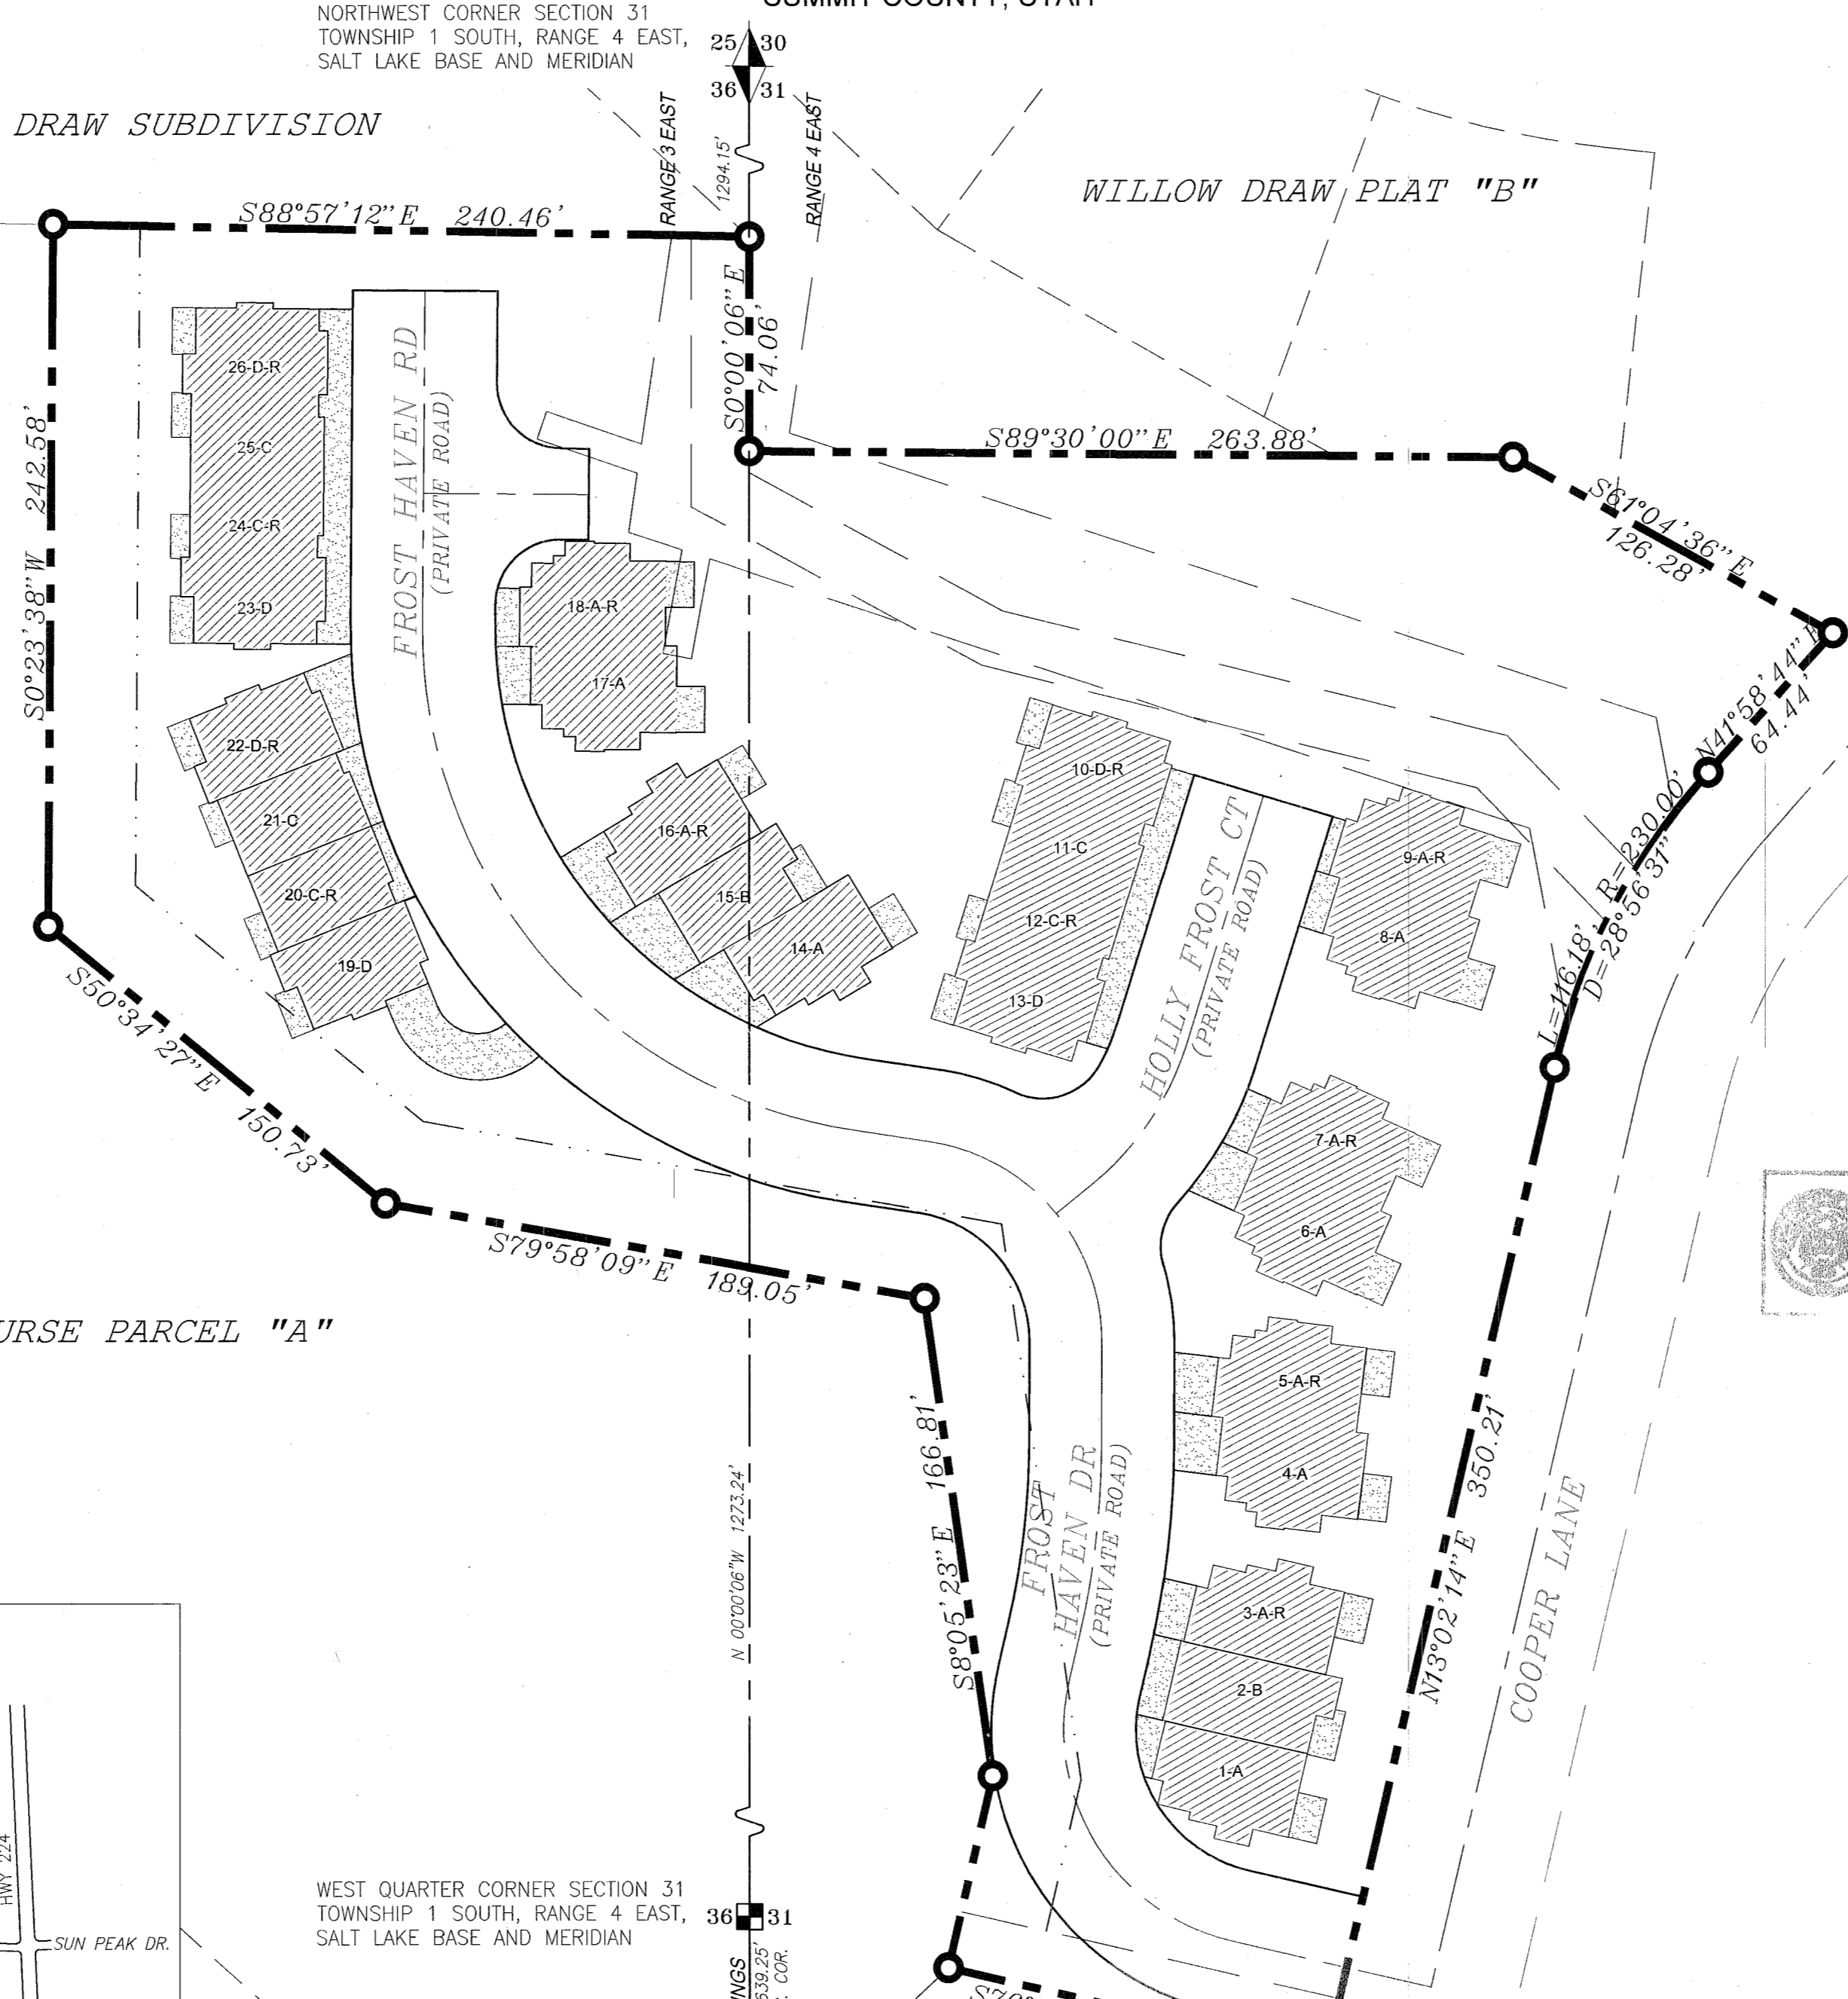 SUMMIT COUNTY, UTAH
NORTHWEST CORNER SECTION 31
TOWNSHIP 1 SOUTH, RANGE 4 EAST,
SALT LAKE BASE AND MERIDIAN
25 30
36 31
DRAW SUBDIVISION
RANGE 3 EAST
1294.15'
RANGE 4 EAST
WILLOW DRAW PLAT "B"
S88°57'12"E 240.46'
S0°00'06"E
74.06'
S89°30'00"E 263.88'
S61°04'36"E
126.28'
N41°58'44"E
64.44'
S0°23'38"W 242.58'
FROST HAVEN RD
(PRIVATE ROAD)
26-D-R
25-C
24-C-R
23-D
18-A-R
17-A
22-D-R
21-C
20-C-R
19-D
16-A-R
15-B
14-A
10-D-R
11-C
12-C-R
13-D
HOLLY FROST CT
(PRIVATE ROAD)
9-A-R
8-A
L=116.18' R=230.00'
D=28°56'31"
S50°34'27"E 150.73'
7-A-R
6-A
S79°58'09"E 189.05'
URSE PARCEL "A"
5-A-R
4-A
S8°05'23"E 166.81'
N 00°00'06"W 1273.24'
FROST
HAVEN DR
(PRIVATE ROAD)
3-A-R
2-B
1-A
N13°02'14"E 350.21'
COOPER LANE
HWY 224
SUN PEAK DR.
WEST QUARTER CORNER SECTION 31
TOWNSHIP 1 SOUTH, RANGE 4 EAST,
SALT LAKE BASE AND MERIDIAN
36 31
NGS
639.25'
COR.